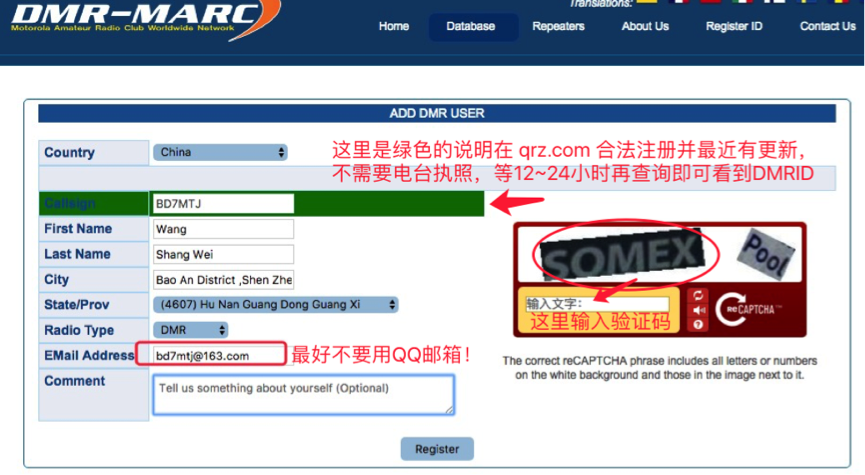 DMR-MARC
Motorola Amateur Radio Club Worldwide Network
Translations:
Home Database Repeaters About Us Register ID Contact Us
ADD DMR USER
Country China
这里是绿色的说明在 qrz.com 合法注册并最近有更新，
不需要电台执照，等12~24小时再查询即可看到DMRID
Callsign BD7MTJ
First Name Wang
Last Name Shang Wei
City Bao An District ,Shen Zhe
State/Prov (4607) Hu Nan Guang Dong Guang Xi
Radio Type DMR
EMail Address bd7mtj@163.com 最好不要用QQ邮箱！
Comment Tell us something about yourself (Optional)
Register
SOMEX Pool
输入文字：
这里输入验证码
reCAPTCHA™
The correct reCAPTCHA phrase includes all letters or numbers
on the white background and those in the image next to it.